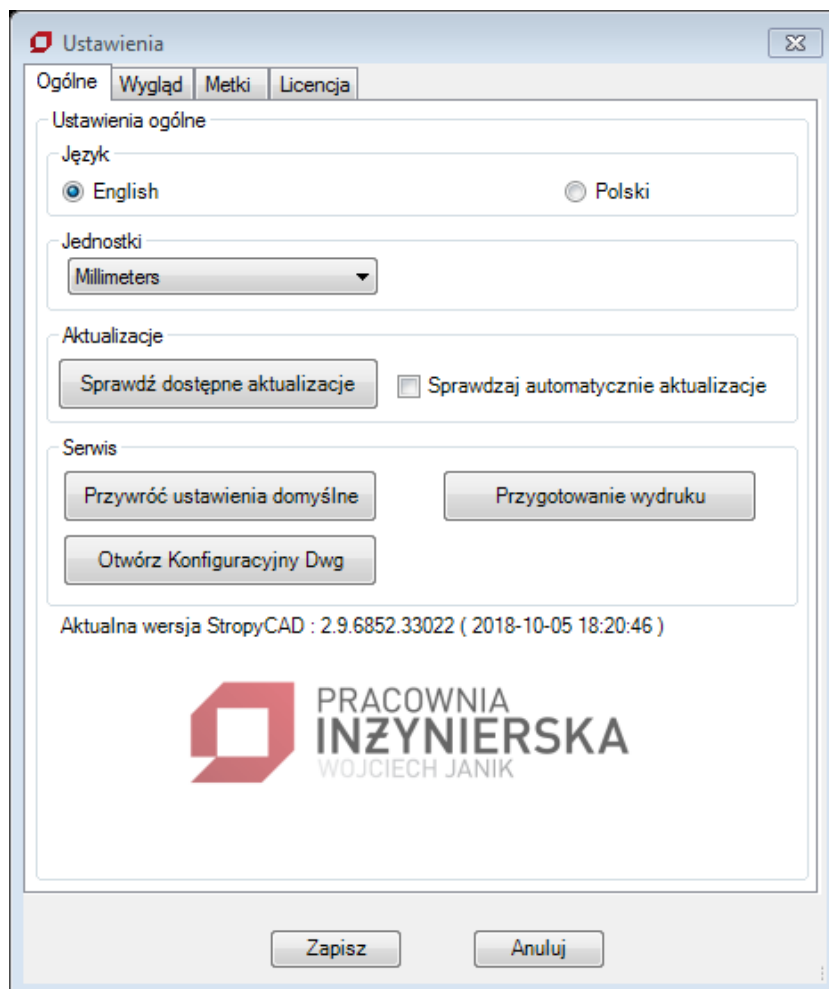 Ustawienia
Ogólne Wygląd Metki Licencja
Ustawienia ogólne
Język
English Polski
Jednostki
Millimeters
Aktualizacje
Sprawdź dostępne aktualizacje Sprawdzaj automatycznie aktualizacje
Serwis
Przywróć ustawienia domyślne Przygotowanie wydruku
Otwórz Konfiguracyjny Dwg
Aktualna wersja StropyCAD : 2.9.6852.33022 ( 2018-10-05 18:20:46 )
PRACOWNIA
INŻYNIERSKA
WOJCIECH JANIK
Zapisz Anuluj